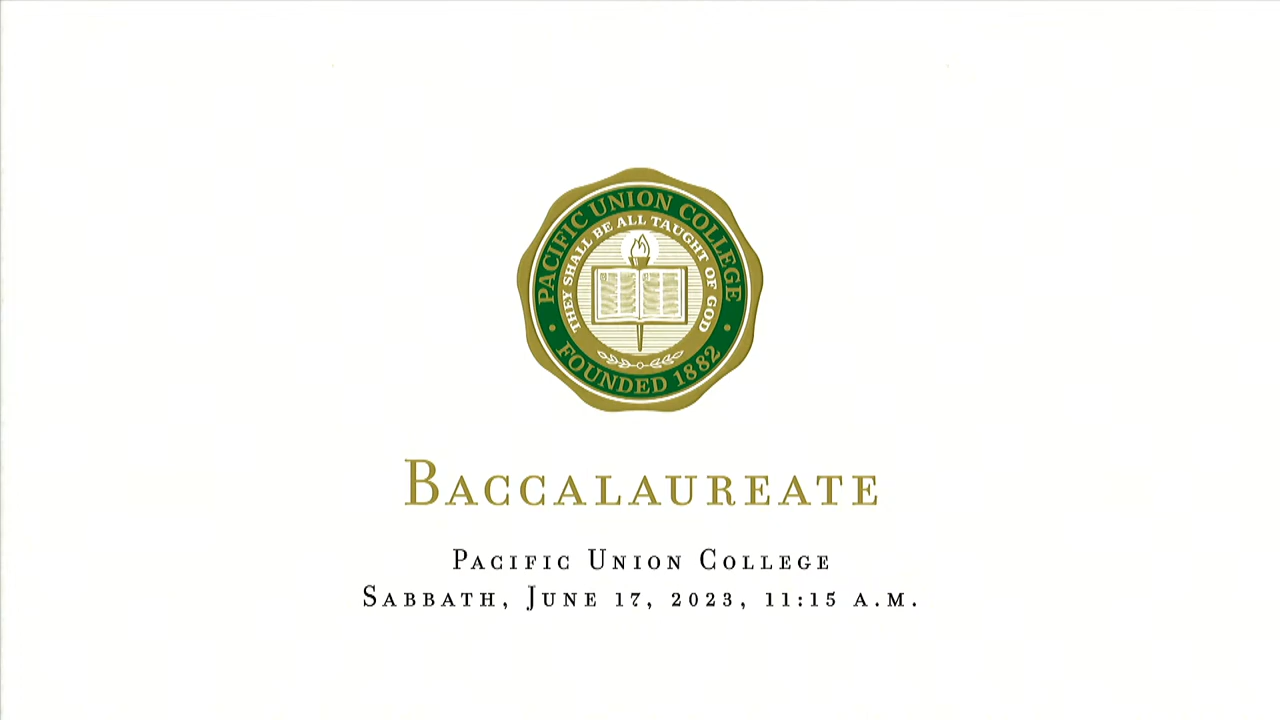 PACIFIC UNION COLLEGE
THEY SHALL BE ALL TAUGHT OF GOD
• FOUNDED 1882 •
BACCALAUREATE
PACIFIC UNION COLLEGE
SABBATH, JUNE 17, 2023, 11:15 A.M.